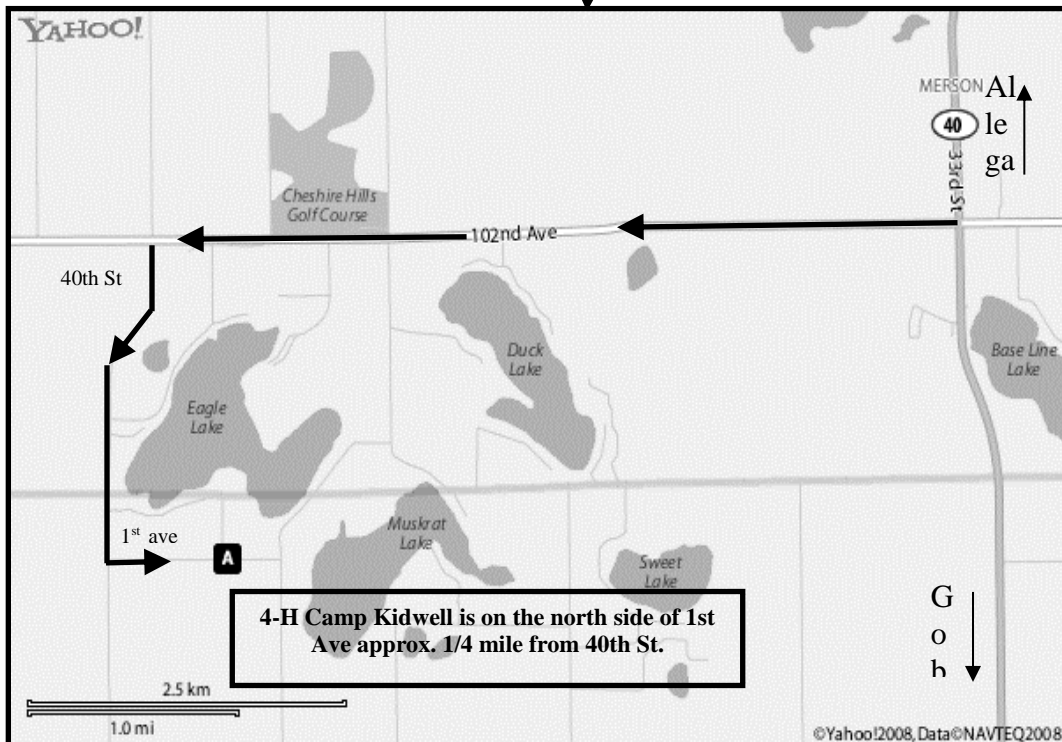 YAHOO!
MERSON
Al
le
ga
40
33rd St
Cheshire Hills
Golf Course
102nd Ave
40th St
Duck
Lake
Base Line
Lake
Eagle
Lake
1st ave
Muskrat
Lake
A
Sweet
Lake
4-H Camp Kidwell is on the north side of 1st
Ave approx. 1/4 mile from 40th St.
G
o
b
2.5 km
1.0 mi
©Yahoo!2008, Data©NAVTEQ2008